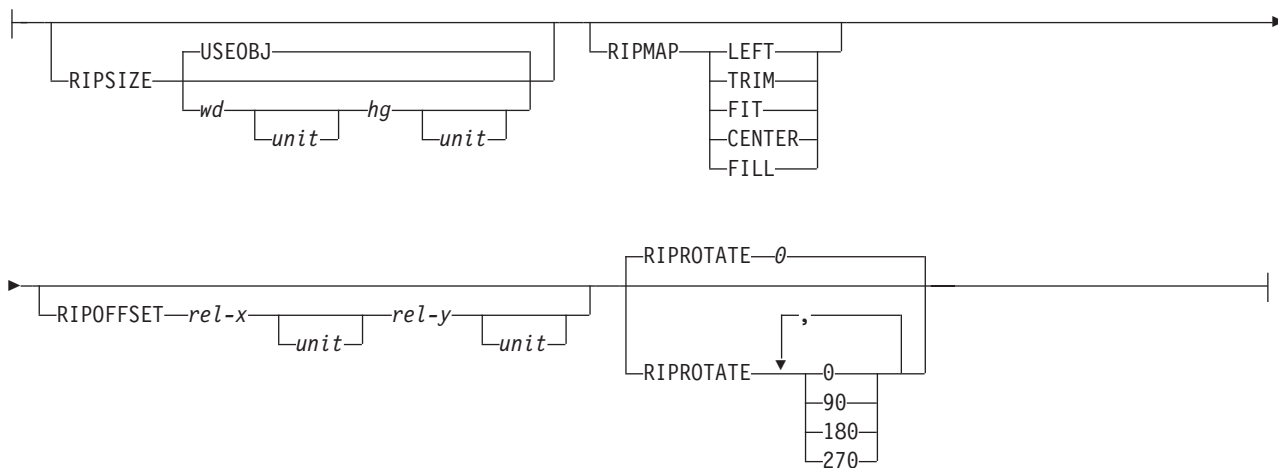 USEOBJ
RIPSIZE
wd hg
unit unit
RIPMAP LEFT
TRIM
FIT
CENTER
FILL
RIPROTATE 0
RIPOFFSET rel-x rel-y
unit unit
,
RIPROTATE 0
90
180
270